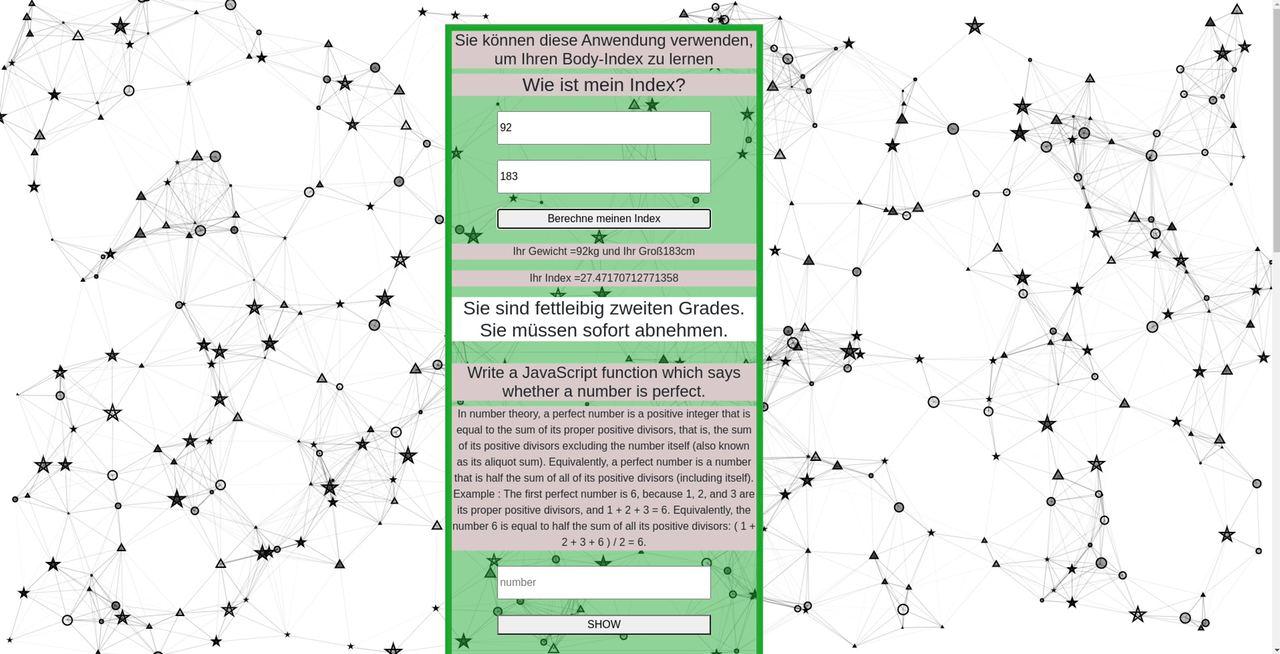 Sie können diese Anwendung verwenden,
um Ihren Body-Index zu lernen
Wie ist mein Index?
92
183
Berechne meinen Index
Ihr Gewicht =92kg und Ihr Groß183cm
Ihr Index =27.47170712771358
Sie sind fettleibig zweiten Grades.
Sie müssen sofort abnehmen.
Write a JavaScript function which says
whether a number is perfect.
In number theory, a perfect number is a positive integer that is
equal to the sum of its proper positive divisors, that is, the sum
of its positive divisors excluding the number itself (also known
as its aliquot sum). Equivalently, a perfect number is a number
that is half the sum of all of its positive divisors (including itself).
Example : The first perfect number is 6, because 1, 2, and 3 are
its proper positive divisors, and 1 + 2 + 3 = 6. Equivalently, the
number 6 is equal to half the sum of all its positive divisors: ( 1 +
2 + 3 + 6 ) / 2 = 6.
number
SHOW